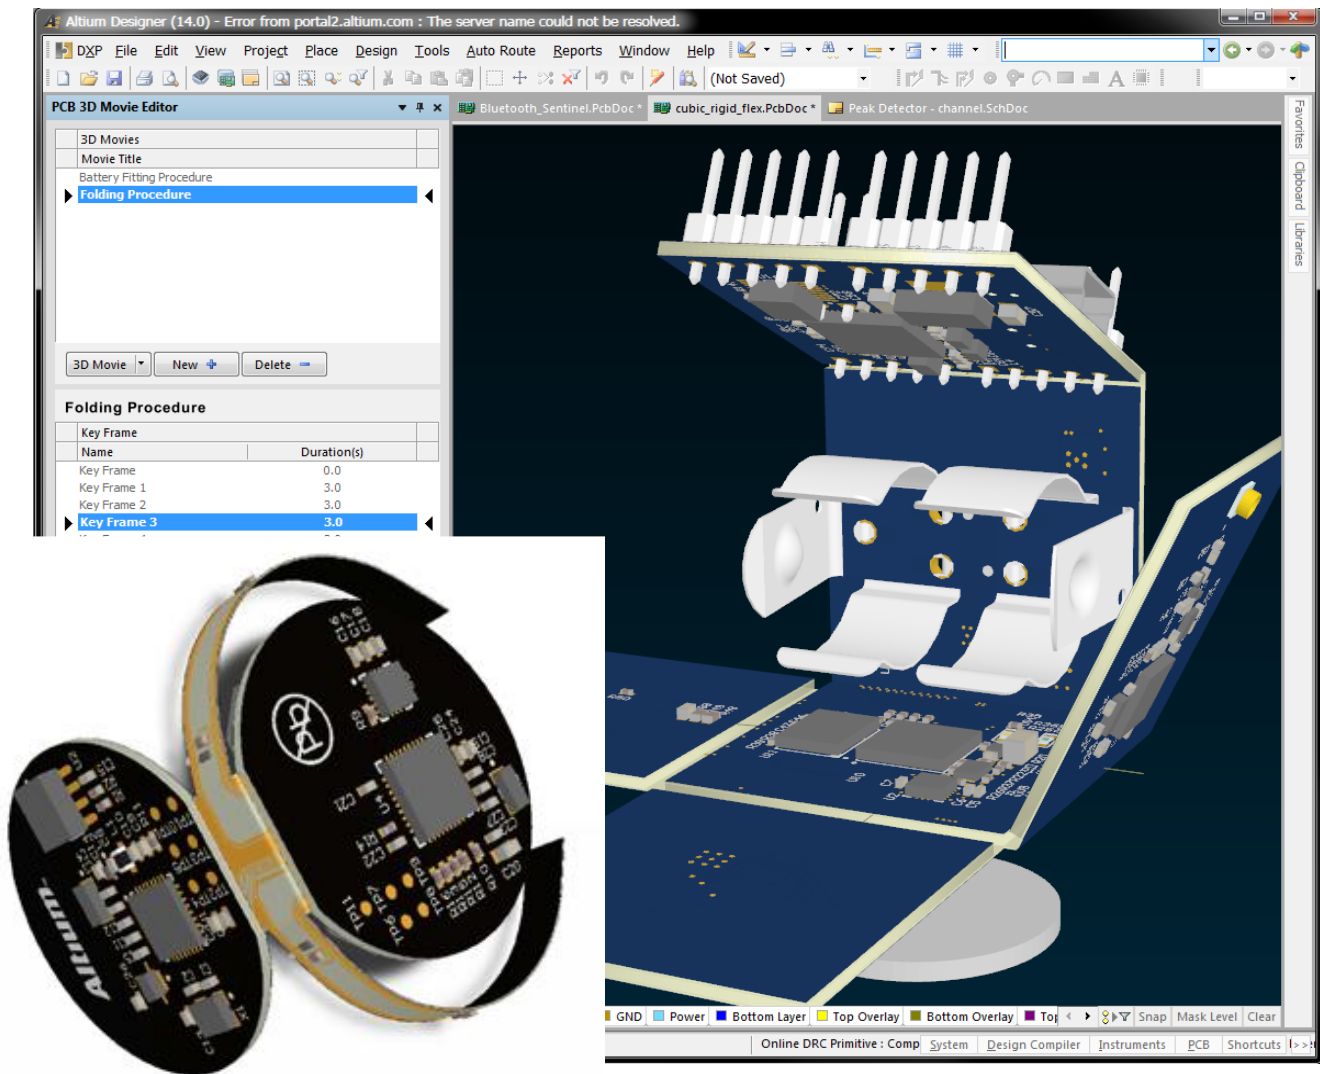 Altium Designer (14.0) - Error from portal2.altium.com : The server name could not be resolved.
DXP File Edit View Project Place Design Tools Auto Route Reports Window Help
(Not Saved)
PCB 3D Movie Editor
Bluetooth_Sentinel.PcbDoc * cubic_rigid_flex.PcbDoc * Peak Detector - channel.SchDoc
Favorites
Clipboard
Libraries
3D Movies
Movie Title
Battery Fitting Procedure
Folding Procedure
3D Movie New Delete
Folding Procedure
Key Frame
Name Duration(s)
Key Frame 0.0
Key Frame 1 3.0
Key Frame 2 3.0
Key Frame 3 3.0
C21
R14
C22
TP11
Altium
GND Power Bottom Layer Top Overlay Bottom Overlay Top Snap Mask Level Clear
Online DRC Primitive : Comp System Design Compiler Instruments PCB Shortcuts >>